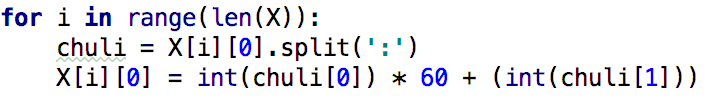 for i in range(len(X)):
    chuli = X[i][0].split(':')
    X[i][0] = int(chuli[0]) * 60 + (int(chuli[1]))